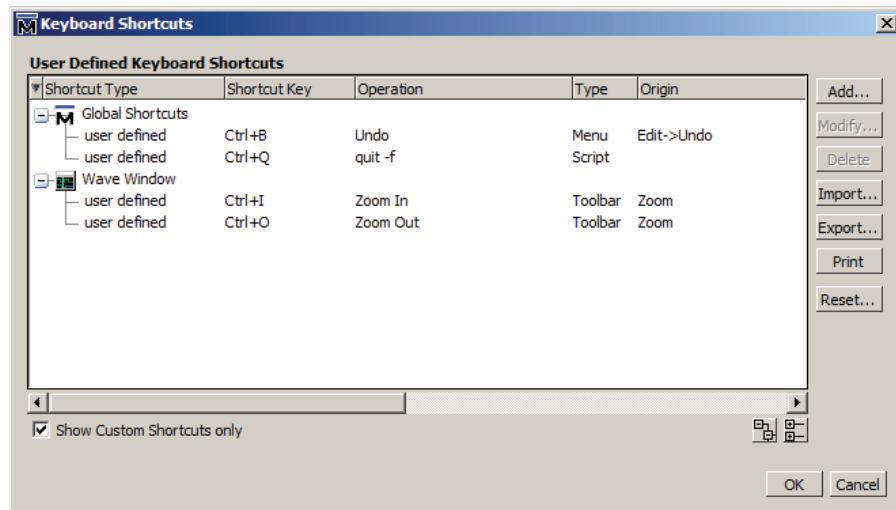 Keyboard Shortcuts
User Defined Keyboard Shortcuts
Shortcut Type Shortcut Key Operation Type Origin
Global Shortcuts
user defined Ctrl+B Undo Menu Edit->Undo
user defined Ctrl+Q quit -f Script
Wave Window
user defined Ctrl+I Zoom In Toolbar Zoom
user defined Ctrl+O Zoom Out Toolbar Zoom
Add...
Modify...
Delete
Import...
Export...
Print
Reset...
Show Custom Shortcuts only
OK Cancel